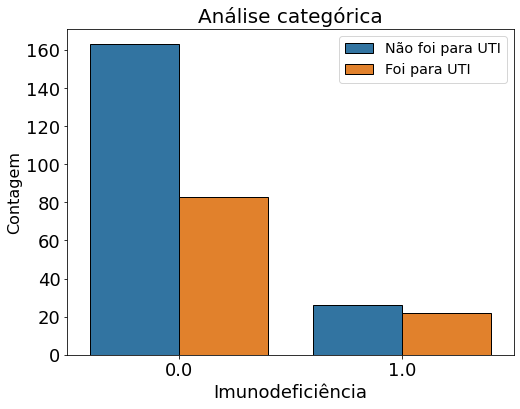 Análise categórica
Não foi para UTI
Foi para UTI
Contagem
160
140
120
100
80
60
40
20
0
0.0 1.0
Imunodeficiência